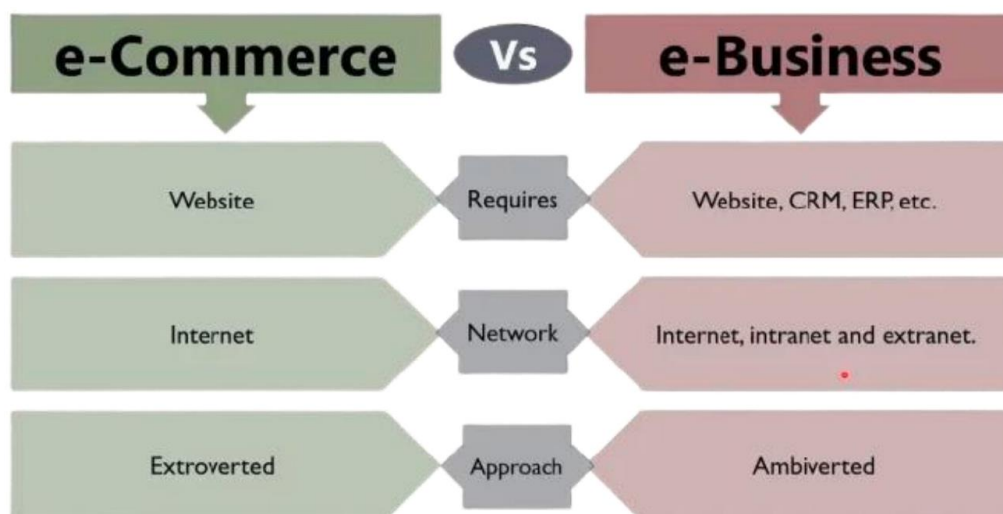 e-Commerce Vs e-Business
Website Requires Website, CRM, ERP, etc.
Internet Network Internet, intranet and extranet.
Extroverted Approach Ambiverted